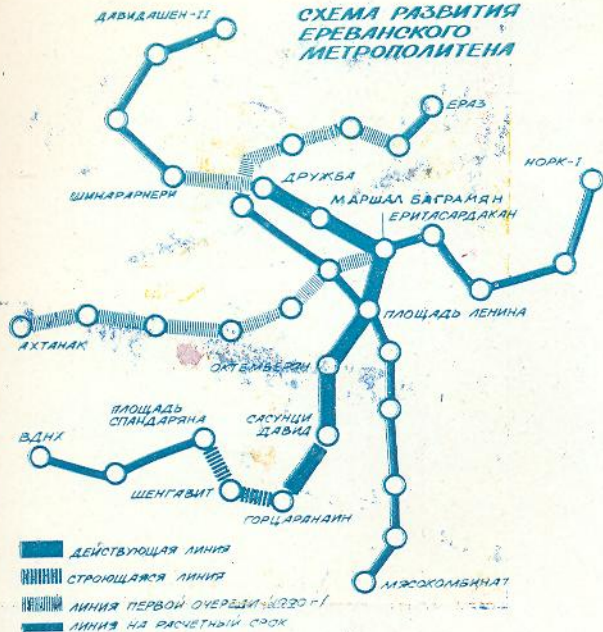 СХЕМА РАЗВИТИЯ
ЕРЕВАНСКОГО
МЕТРОПОЛИТЕНА
ДАВИДАШЕН-II
ЕРАЗ
НОРК-I
ШИНАРАРНЕРИ
ДРУЖБА
МАРШАЛ БАГРАМЯН
ЕРИТАСАРДАКАН
ПЛОЩАДЬ ЛЕНИНА
АХТАНАК
ОКТЕМБЕРЯН
ПЛОЩАДЬ
СПАНДАРЯНА
САСУНЦИ
ДАВИД
ВДНХ
ШЕНГАВИТ
ГОРЦАРАНАИН
МЯСОКОМБИНАТ
ДЕЙСТВУЮЩАЯ ЛИНИЯ
СТРОЮЩАЯСЯ ЛИНИЯ
ЛИНИЯ ПЕРВОЙ ОЧЕРЕДИ
ЛИНИЯ НА РАСЧЕТНЫЙ СРОК